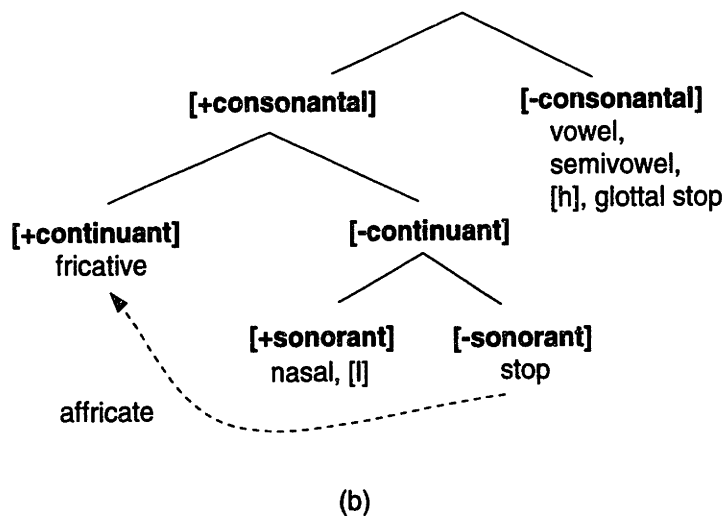 [+consonantal]
[-consonantal]
vowel,
semivowel,
[h], glottal stop
[+continuant]
fricative
[-continuant]
[+sonorant]
nasal, [l]
[-sonorant]
stop
affricate
(b)